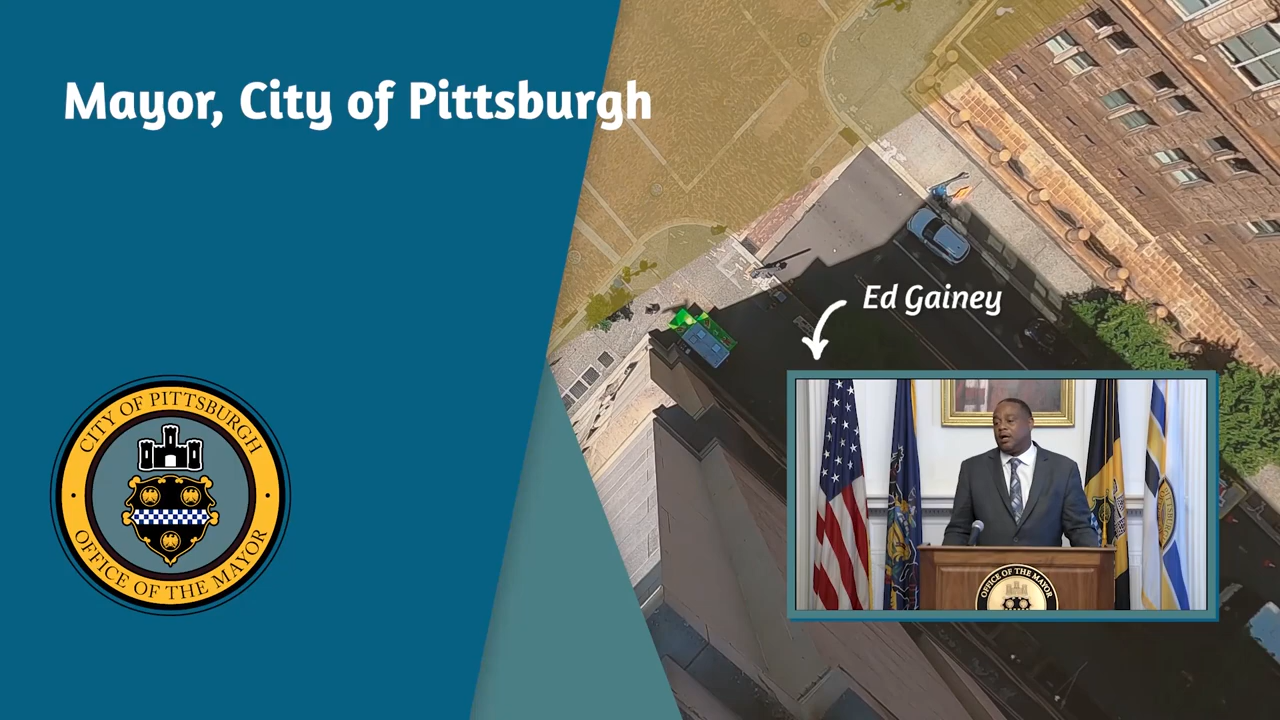 Mayor, City of Pittsburgh
Ed Gainey
CITY OF PITTSBURGH
OFFICE OF THE MAYOR
OFFICE OF THE MAYOR